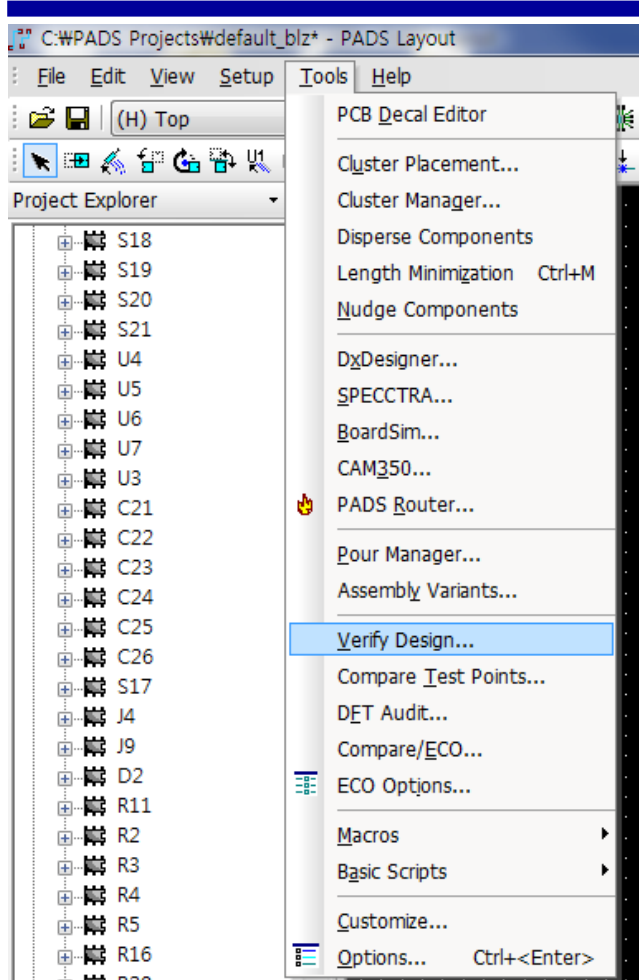 C:₩PADS Projects₩default_blz* - PADS Layout
File Edit View Setup Tools Help
(H) Top
PCB Decal Editor
U1
Cluster Placement...
Project Explorer
Cluster Manager...
S18
Disperse Components
S19
Length Minimization Ctrl+M
S20
Nudge Components
S21
U4
DxDesigner...
U5
SPECCTRA...
U6
BoardSim...
U7
CAM350...
U3
C21
PADS Router...
C22
C23
Pour Manager...
C24
Assembly Variants...
C25
Verify Design...
C26
S17
Compare Test Points...
J4
DFT Audit...
J9
Compare/ECO...
D2
ECO Options...
R11
R2
Macros
R3
Basic Scripts
R4
R5
Customize...
R16
Options... Ctrl+<Enter>